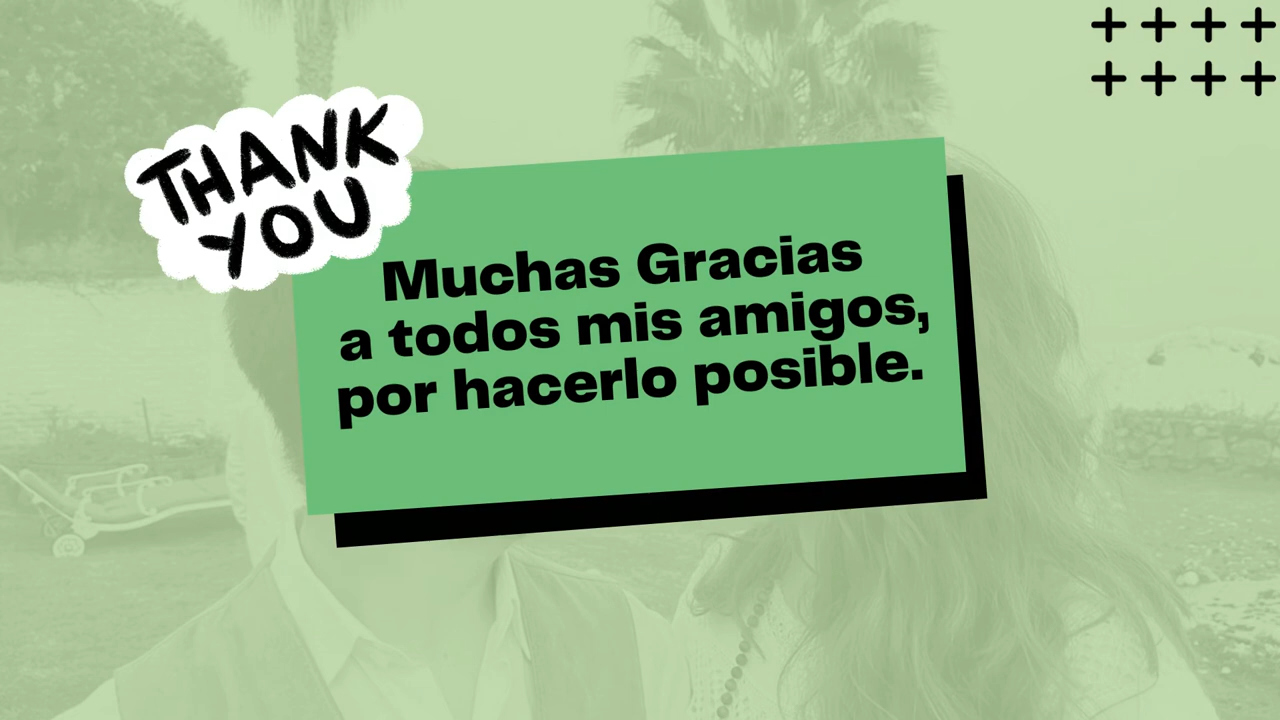 THANK
YOU
Muchas Gracias
a todos mis amigos,
por hacerlo posible.